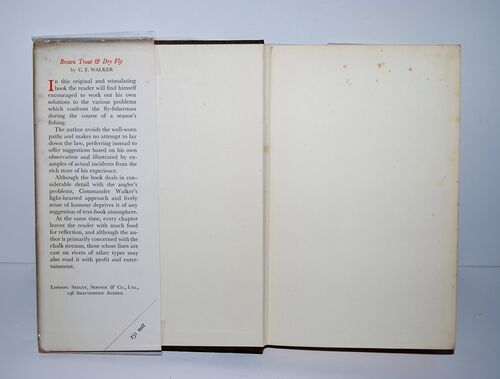 Brown Trout & Dry Fly
by C. F. WALKER
In this original and stimulating
book the reader will find himself
encouraged to work out his own
solutions to the various problems
which confront the fly-fisherman
during the course of a season's
fishing.
The author avoids the well-worn
paths and makes no attempt to lay
down the law, preferring instead to
offer suggestions based on his own
observation and illustrated by ex-
amples of actual incidents from the
rich store of his experience.
Although the book deals in con-
siderable detail with the angler's
problems, Commander Walker's
light-hearted approach and lively
sense of humour deprives it of any
suggestion of text-book atmosphere.
At the same time, every chapter
leaves the reader with much food
for reflection, and although the au-
thor is primarily concerned with the
chalk streams, those whose lines are
cast on rivers of other types may
also read it with profit and enter-
tainment.
LONDON: SEELEY, SERVICE & CO., LTD.,
196 SHAFTESBURY AVENUE
15s nett